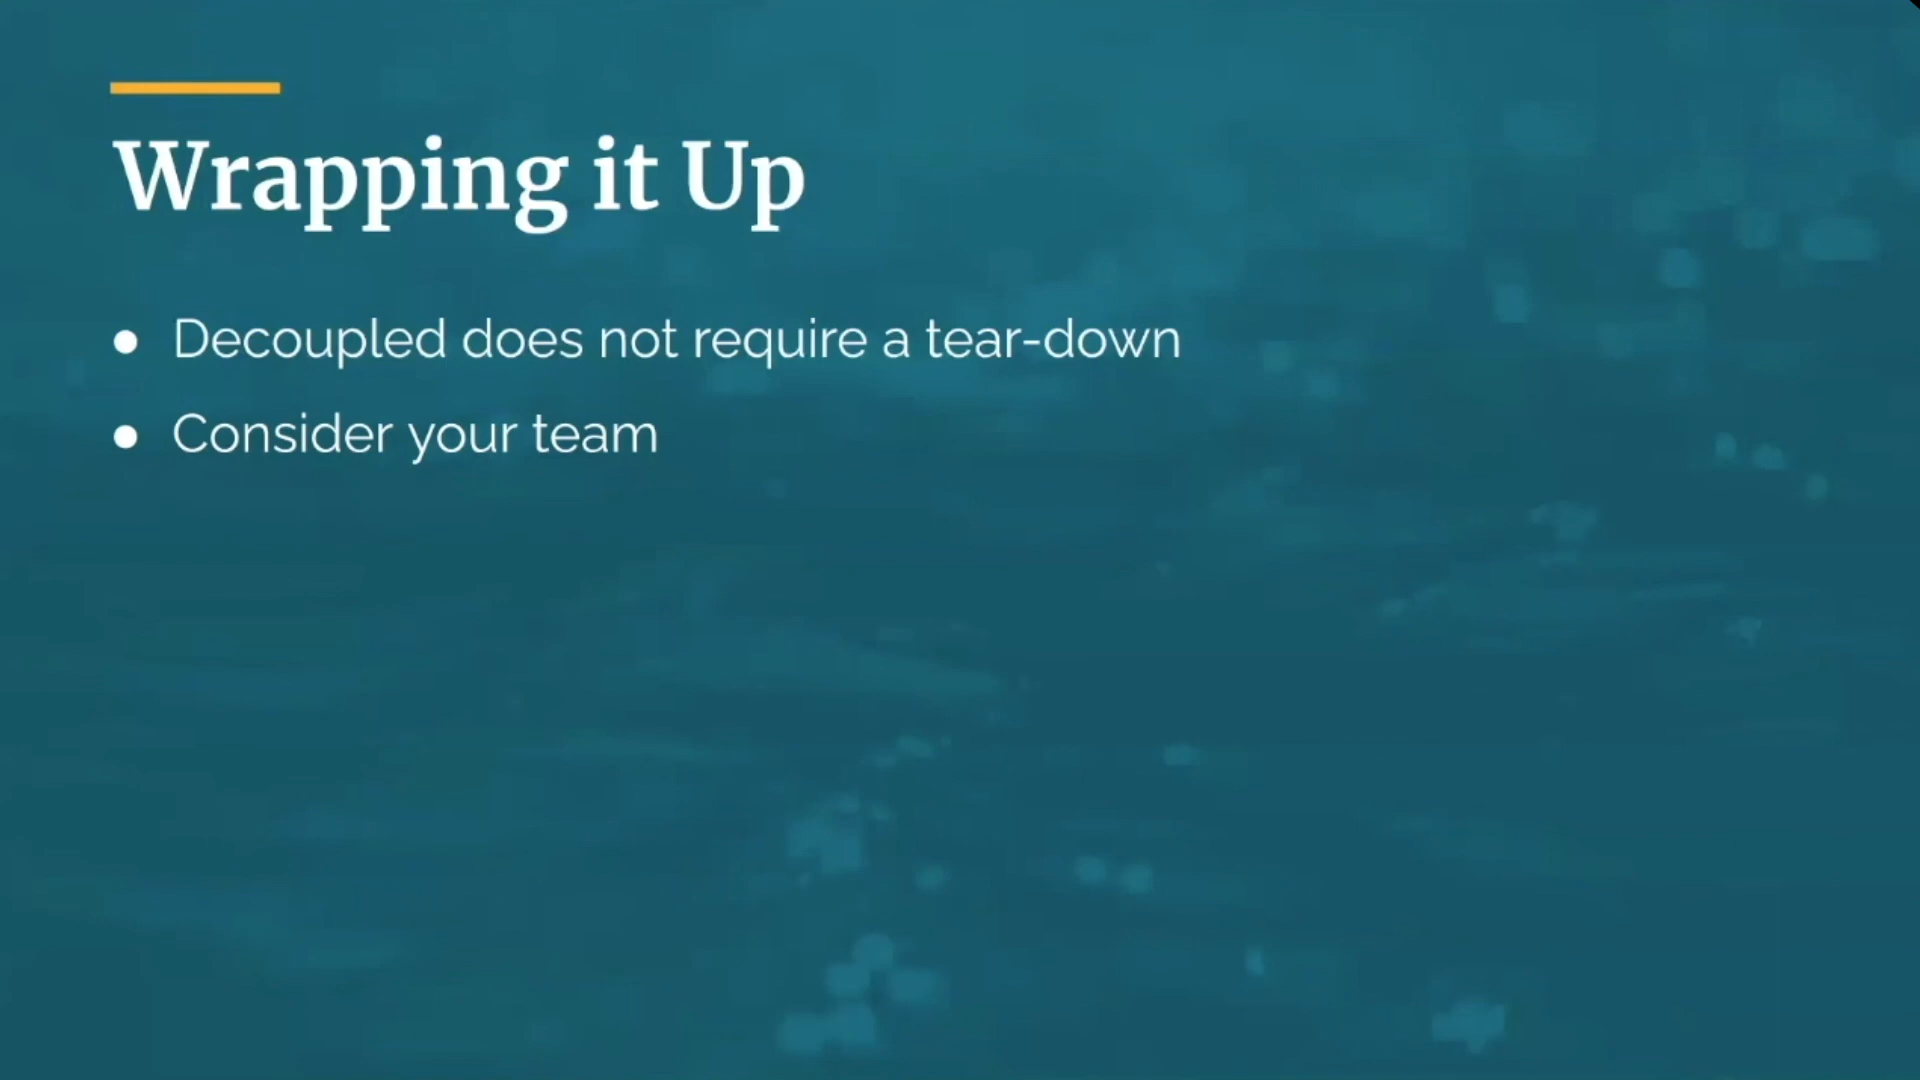 Wrapping it Up
● Decoupled does not require a tear-down
● Consider your team